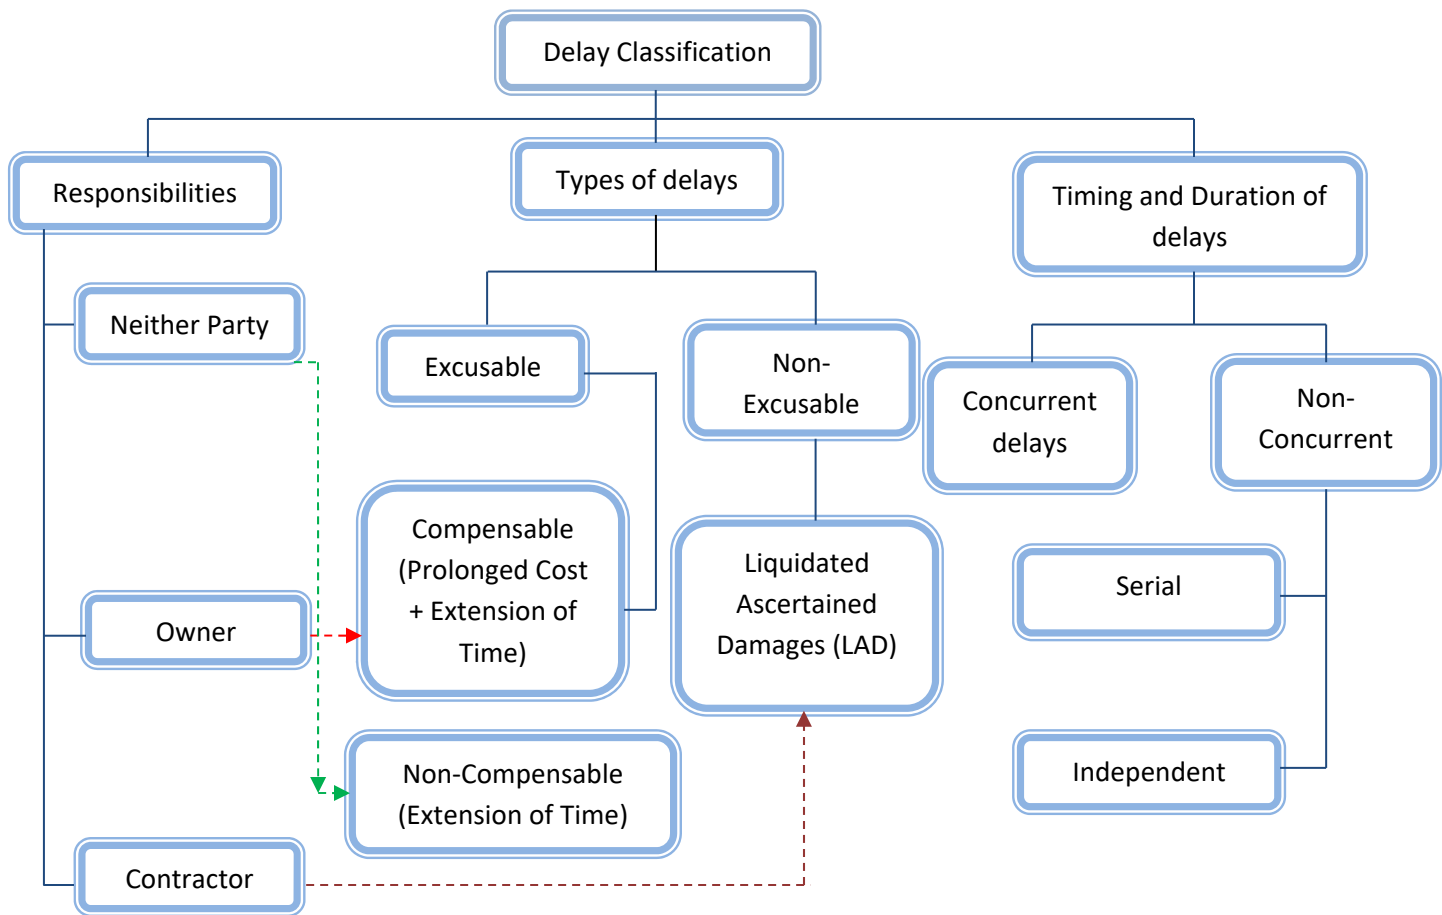 Delay Classification
Responsibilities
Types of delays
Timing and Duration of
delays
Neither Party
Excusable
Non-
Excusable
Concurrent
delays
Non-
Concurrent
Compensable
(Prolonged Cost
+ Extension of
Time)
Liquidated
Ascertained
Damages (LAD)
Serial
Owner
Non-Compensable
(Extension of Time)
Independent
Contractor